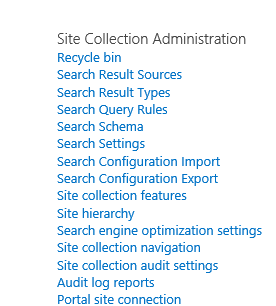 Site Collection Administration
Recycle bin
Search Result Sources
Search Result Types
Search Query Rules
Search Schema
Search Settings
Search Configuration Import
Search Configuration Export
Site collection features
Site hierarchy
Search engine optimization settings
Site collection navigation
Site collection audit settings
Audit log reports
Portal site connection